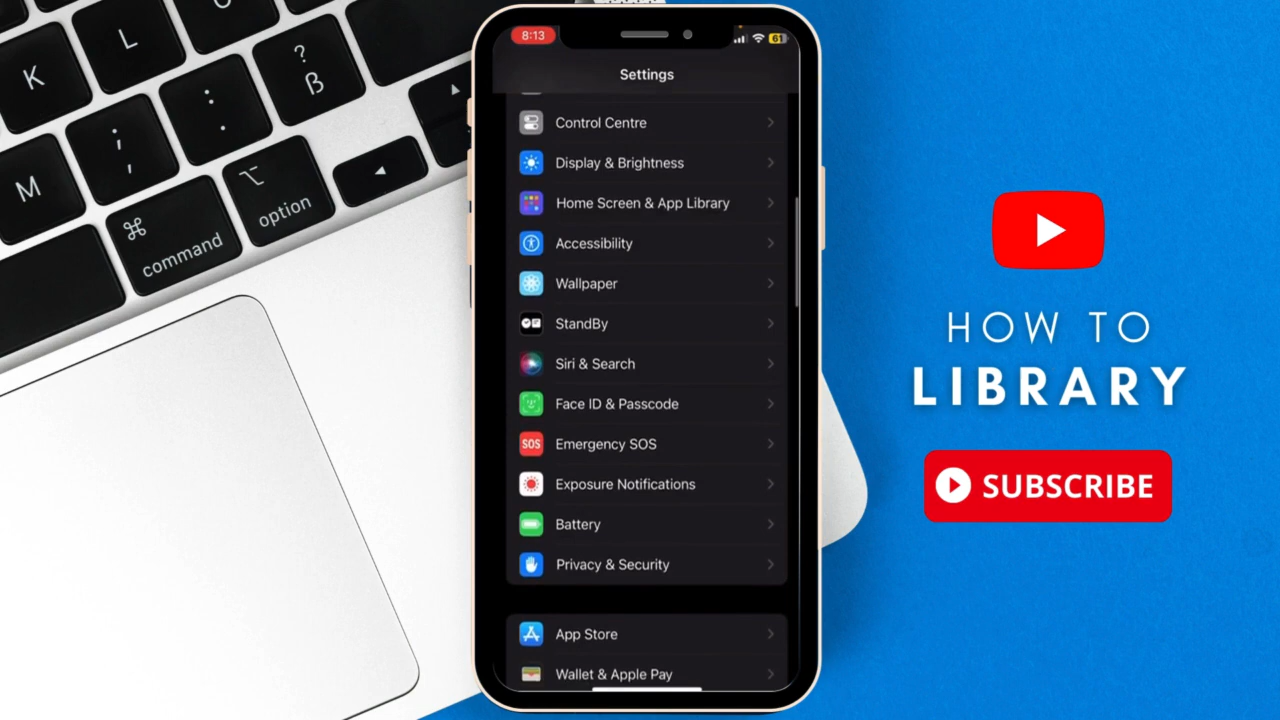 K
L
?
ß
:
.
;
,
M
⌘
command
⌥
option
▲
◄
8:13
61
Settings
Control Centre
Display & Brightness
Home Screen & App Library
Accessibility
Wallpaper
StandBy
Siri & Search
Face ID & Passcode
SOS
Emergency SOS
Exposure Notifications
Battery
Privacy & Security
App Store
Wallet & Apple Pay
HOW TO
LIBRARY
SUBSCRIBE